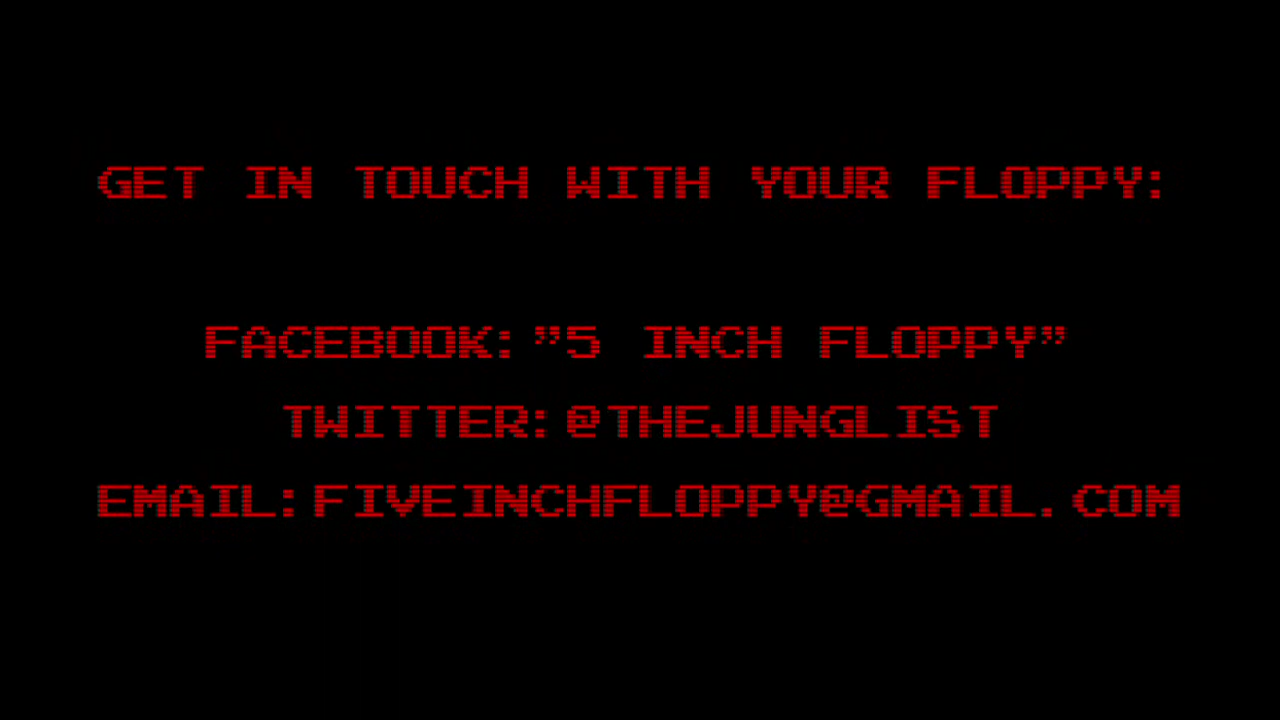 GET IN TOUCH WITH YOUR FLOPPY:
FACEBOOK:”5 INCH FLOPPY”
TWITTER:@THEJUNGLIST
EMAIL:FIVEINCHFLOPPY@GMAIL.COM